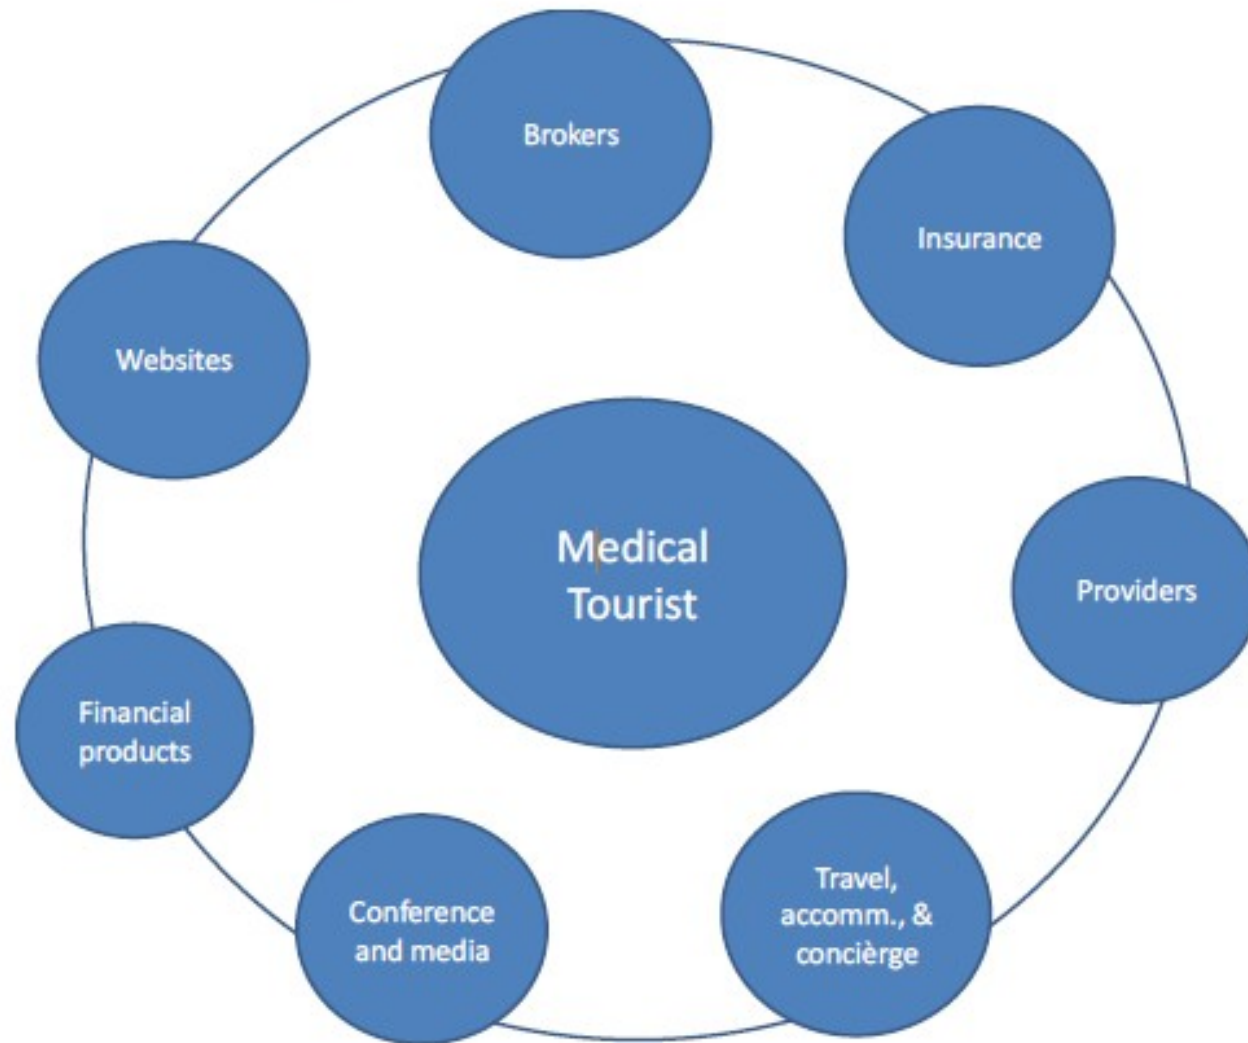 Brokers
Insurance
Websites
Medical
Tourist
Providers
Financial
products
Travel,
accomm., &
concièrge
Conference
and media